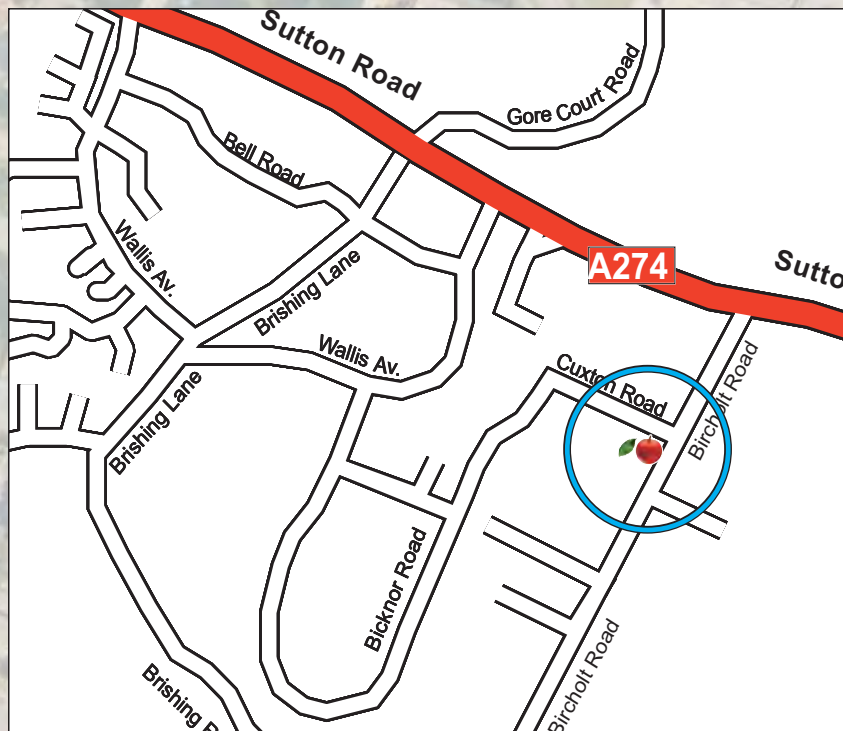 Sutton Road
Gore Court Road
Bell Road
Wallis Av.
Brishing Lane
A274
Sutto
Wallis Av.
Cuxton Road
Bircholt Road
Brishing Lane
Bicknor Road
Bircholt Road
Brishing